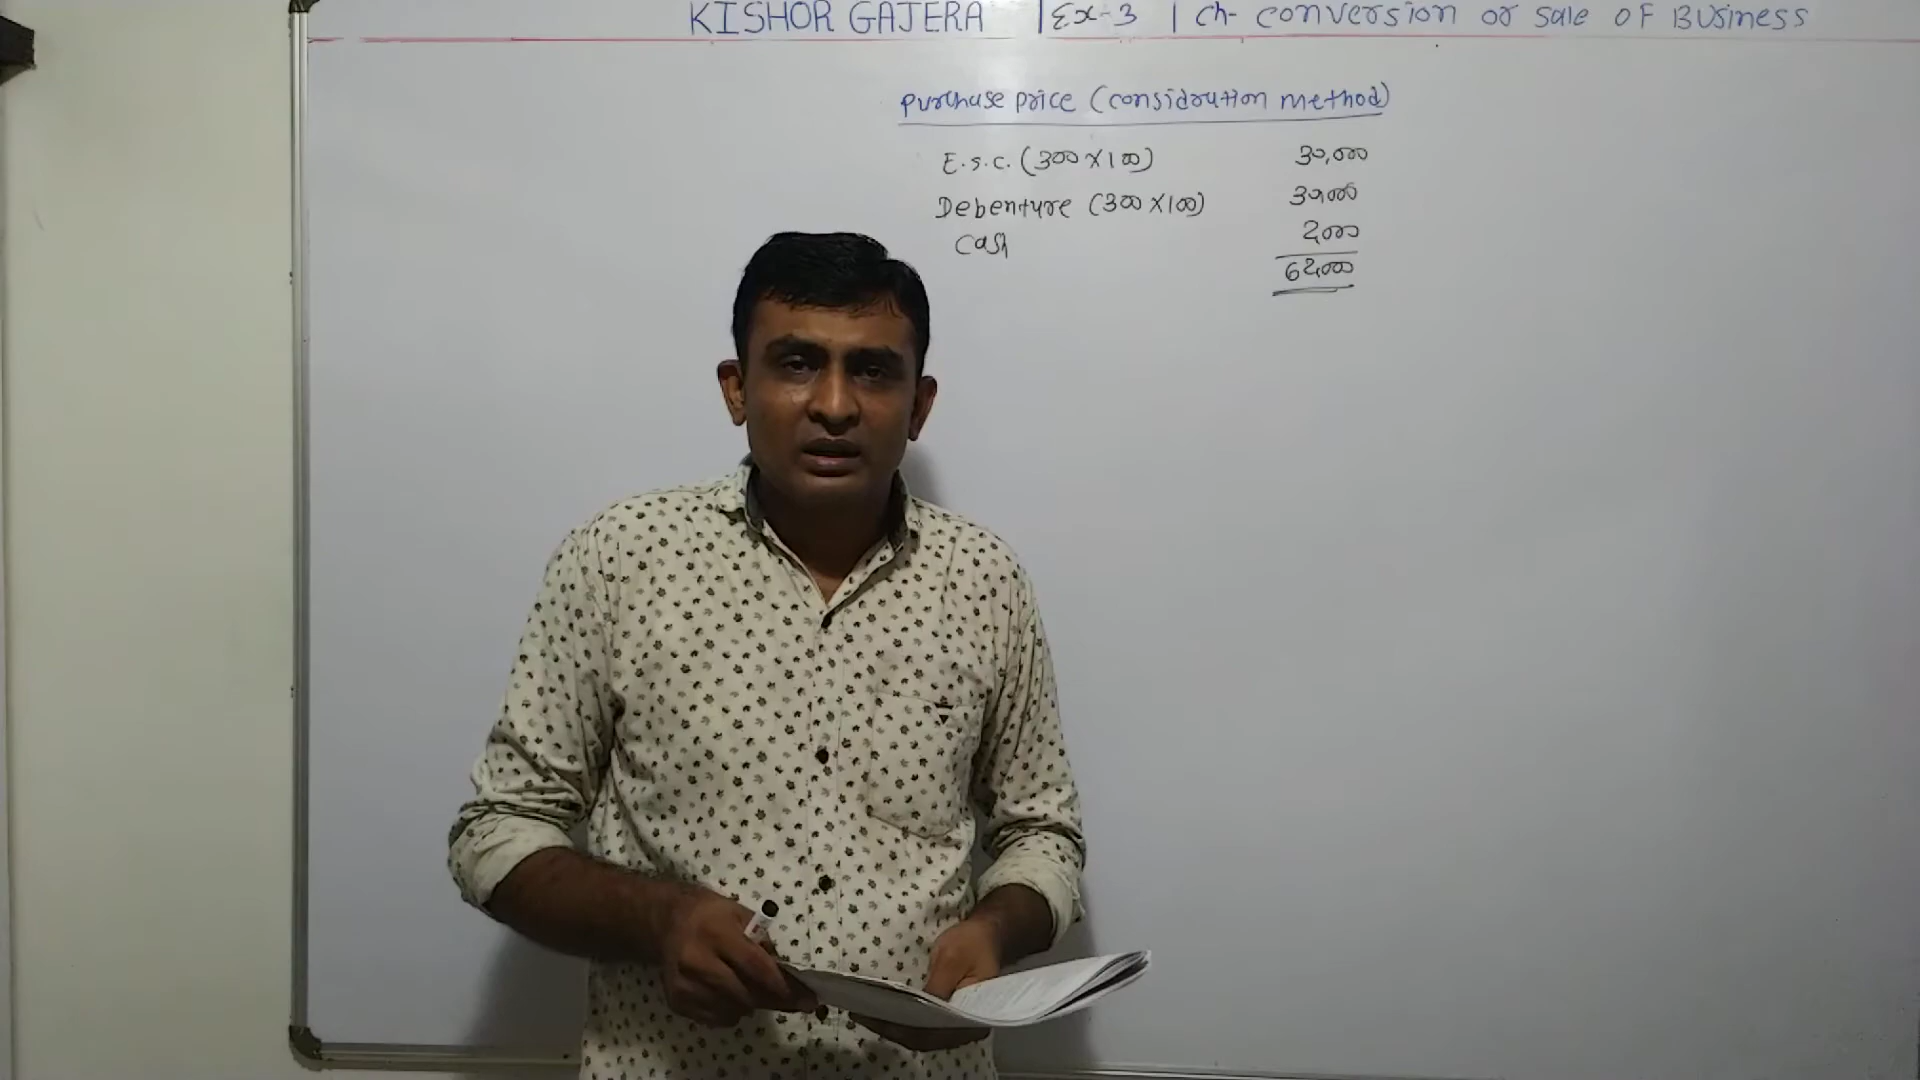 KISHOR GAJERA | Ex-3 | Ch- Conversion or Sale OF BUSiness
Purchase price (considration method)
E.S.C. (300 X 100) 30,000
Debenture (300 X 100) 30,000
Cash 2000
62,000